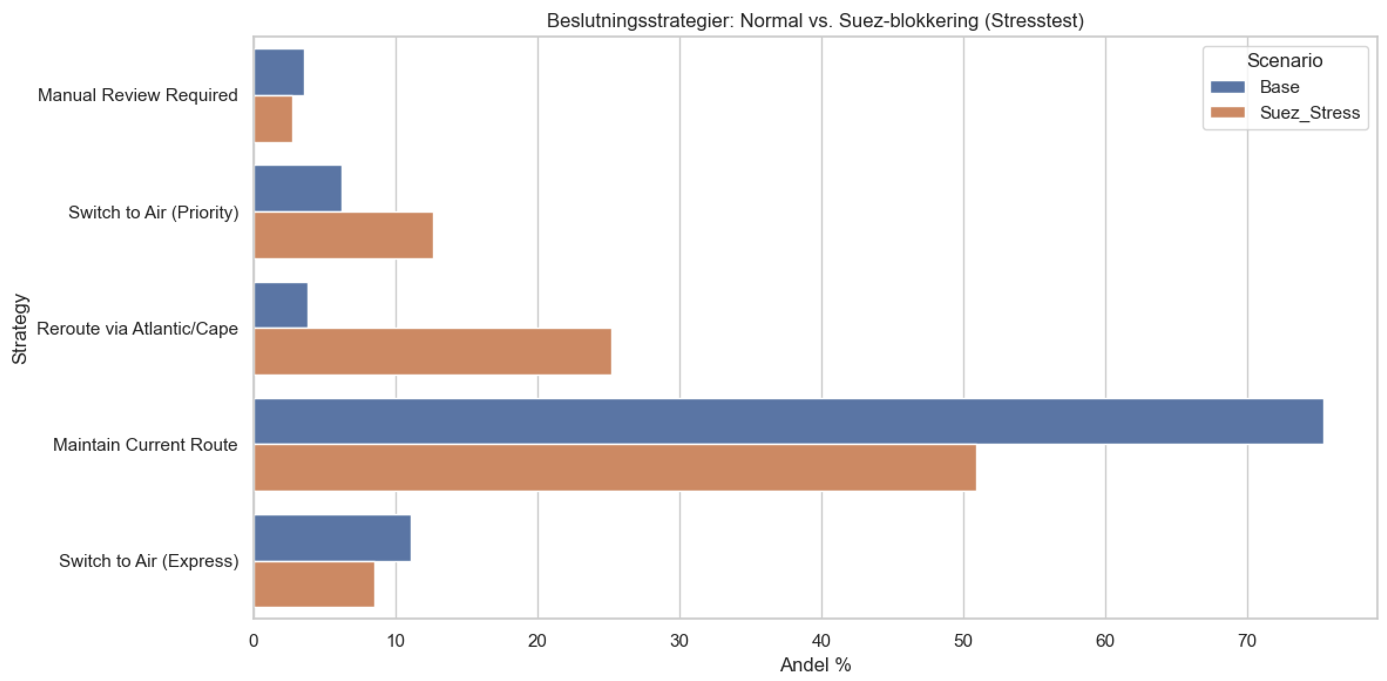 Beslutningsstrategier: Normal vs. Suez-blokkering (Stresstest)
Scenario
Base
Suez_Stress
Strategy
Manual Review Required
Switch to Air (Priority)
Reroute via Atlantic/Cape
Maintain Current Route
Switch to Air (Express)
0 10 20 30 40 50 60 70
Andel %